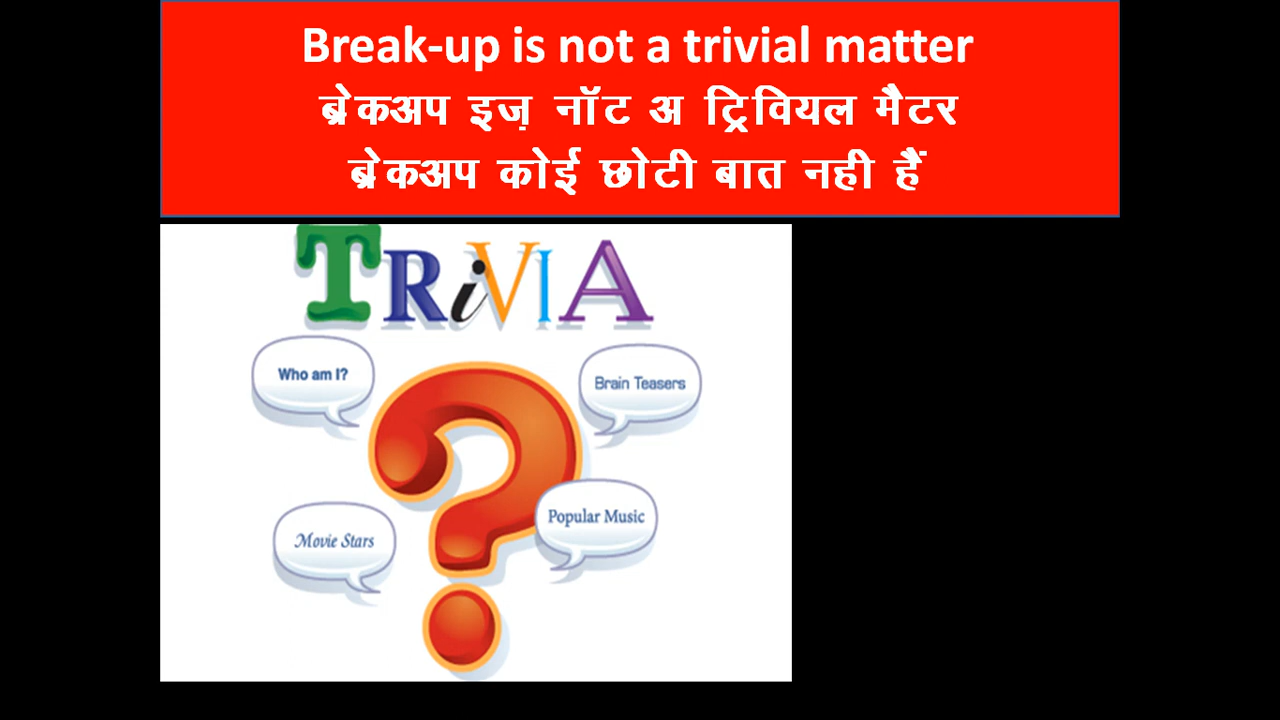 Break-up is not a trivial matter
ब्रेकअप इज़ नॉट अ ट्रिवियल मैटर
ब्रेकअप कोई छोटी बात नही हैं
TRiVIA
Who am I?
Brain Teasers
Popular Music
Movie Stars